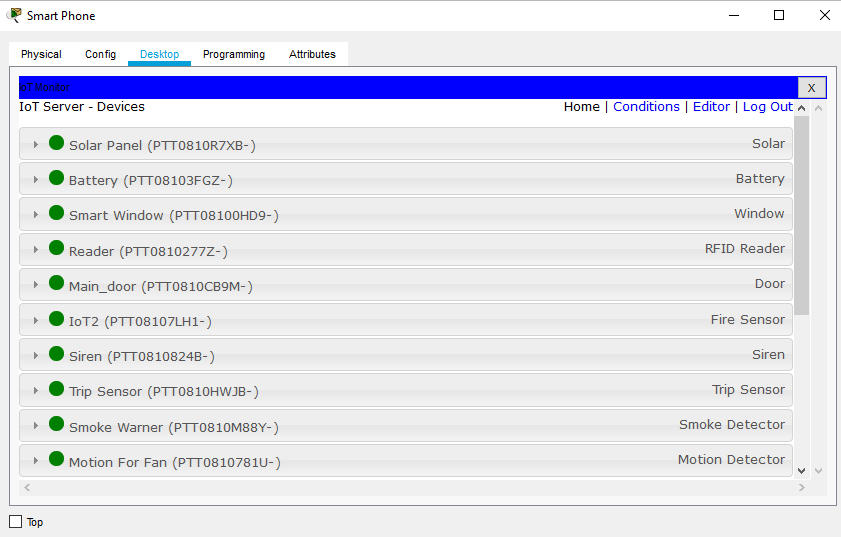 Smart Phone
Physical Config Desktop Programming Attributes
IoT Monitor X
IoT Server - Devices Home | Conditions | Editor | Log Out
Solar Panel (PTT0810R7XB-) Solar
Battery (PTT08103FGZ-) Battery
Smart Window (PTT08100HD9-) Window
Reader (PTT0810277Z-) RFID Reader
Main_door (PTT0810CB9M-) Door
IoT2 (PTT08107LH1-) Fire Sensor
Siren (PTT0810824B-) Siren
Trip Sensor (PTT0810HWJB-) Trip Sensor
Smoke Warner (PTT0810M88Y-) Smoke Detector
Motion For Fan (PTT0810781U-) Motion Detector
Top